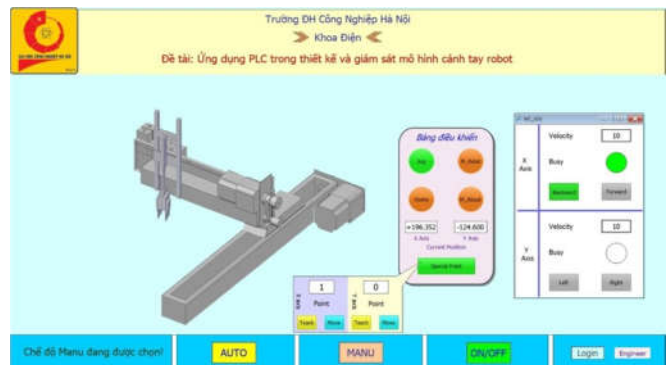 Trường ĐH Công Nghiệp Hà Nội
Khoa Điện
Đề tài: Ứng dụng PLC trong thiết kế và giám sát mô hình cánh tay robot
Bảng điều khiển
Jog
Home
+196.352
-124.600
X Axis
Y Axis
Current Position
Special Point
1
0
X Axis
Point
Y Axis
Point
Teach
Move
Teach
Move
Velocity
10
X
Axis
Busy
Backward
Forward
Velocity
10
Y
Axis
Busy
Left
Right
Chế độ Manu đang được chọn!
AUTO
MANU
ON/OFF
Login
Engineer